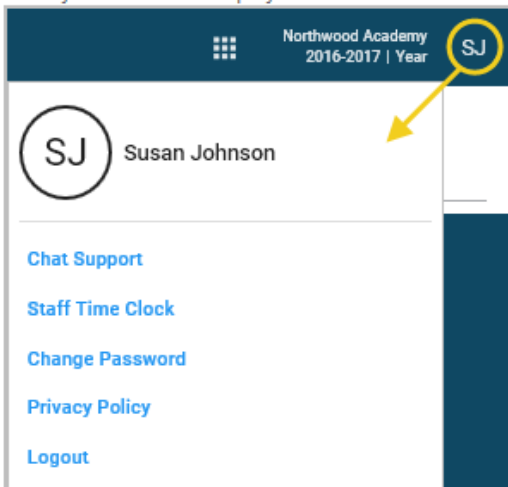 Northwood Academy
2016-2017 | Year
SJ
SJ
Susan Johnson
Chat Support
Staff Time Clock
Change Password
Privacy Policy
Logout